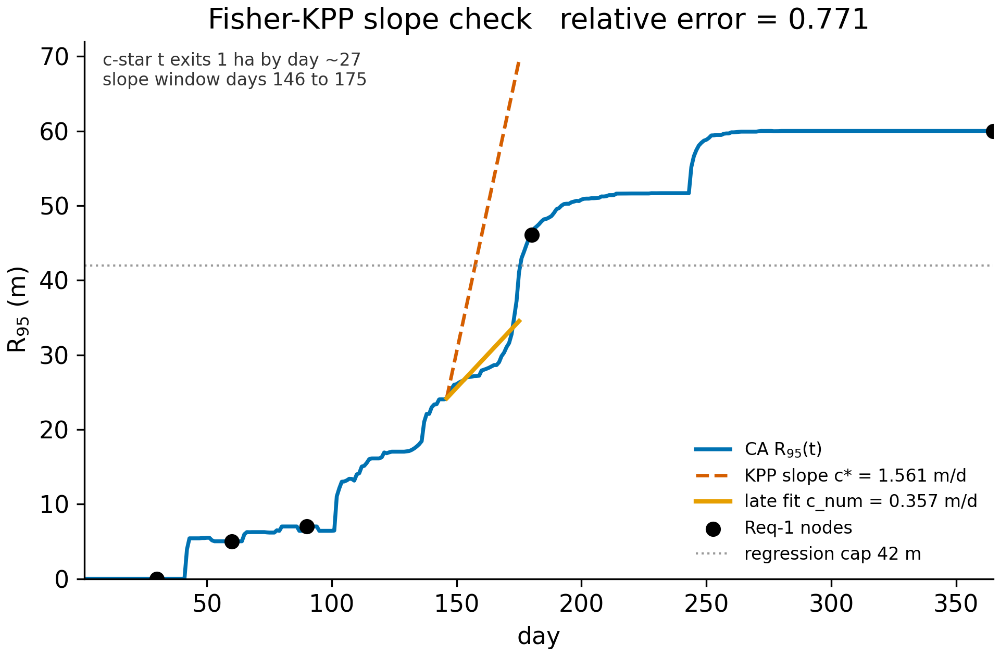 Fisher-KPP slope check   relative error = 0.771
c-star t exits 1 ha by day ~27
slope window days 146 to 175
R₉₅ (m)
70
60
50
40
30
20
10
0
CA R₉₅(t)
KPP slope c* = 1.561 m/d
late fit c_num = 0.357 m/d
Req-1 nodes
regression cap 42 m
50 100 150 200 250 300 350
day